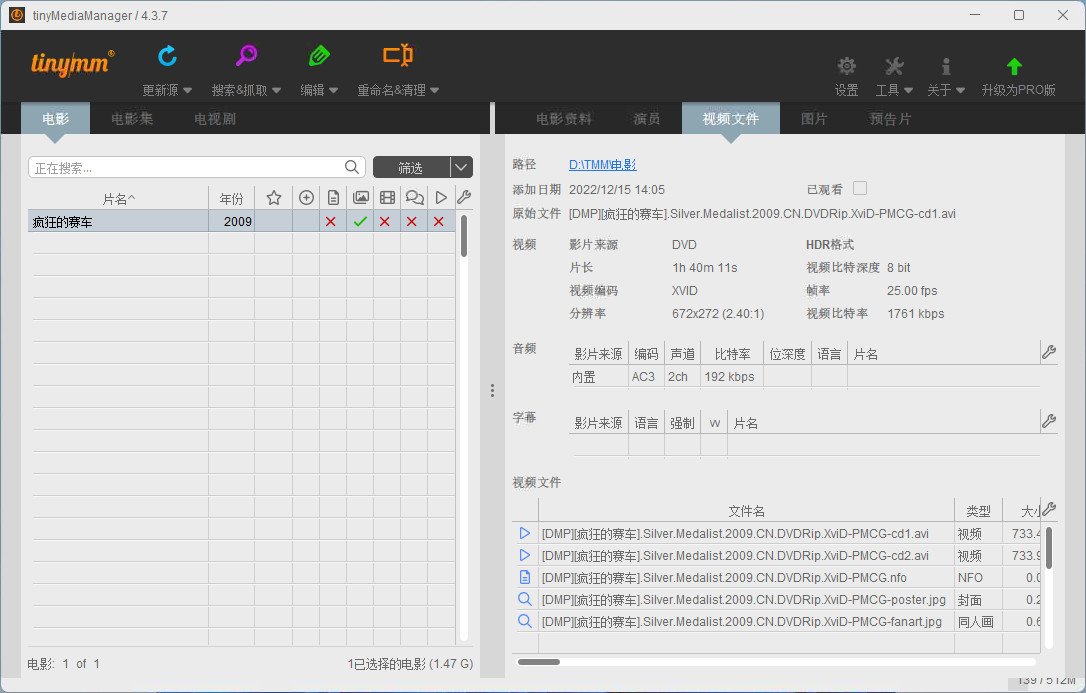 tinyMediaManager / 4.3.7
tinymm®
更新源 搜索&抓取 编辑 重命名&清理 设置 工具 关于 升级为PRO版
电影 电影集 电视剧 电影资料 演员 视频文件 图片 预告片
正在搜索... 筛选
片名^ 年份
疯狂的赛车 2009
电影: 1 of 1 1已选择的电影 (1.47 G)
路径 D:\TMM\电影
添加日期 2022/12/15 14:05 已观看
原始文件 [DMP][疯狂的赛车].Silver.Medalist.2009.CN.DVDRip.XviD-PMCG-cd1.avi
视频 影片来源 DVD HDR格式
片长 1h 40m 11s 视频比特深度 8 bit
视频编码 XVID 帧率 25.00 fps
分辨率 672x272 (2.40:1) 视频比特率 1761 kbps
音频 影片来源 编码 声道 比特率 位深度 语言 片名
内置 AC3 2ch 192 kbps
字幕 影片来源 语言 强制 w 片名
视频文件
文件名 类型 大小
[DMP][疯狂的赛车].Silver.Medalist.2009.CN.DVDRip.XviD-PMCG-cd1.avi 视频 733.4
[DMP][疯狂的赛车].Silver.Medalist.2009.CN.DVDRip.XviD-PMCG-cd2.avi 视频 733.9
[DMP][疯狂的赛车].Silver.Medalist.2009.CN.DVDRip.XviD-PMCG.nfo NFO 0.0
[DMP][疯狂的赛车].Silver.Medalist.2009.CN.DVDRip.XviD-PMCG-poster.jpg 封面 0.2
[DMP][疯狂的赛车].Silver.Medalist.2009.CN.DVDRip.XviD-PMCG-fanart.jpg 同人画 0.6
139 / 512M